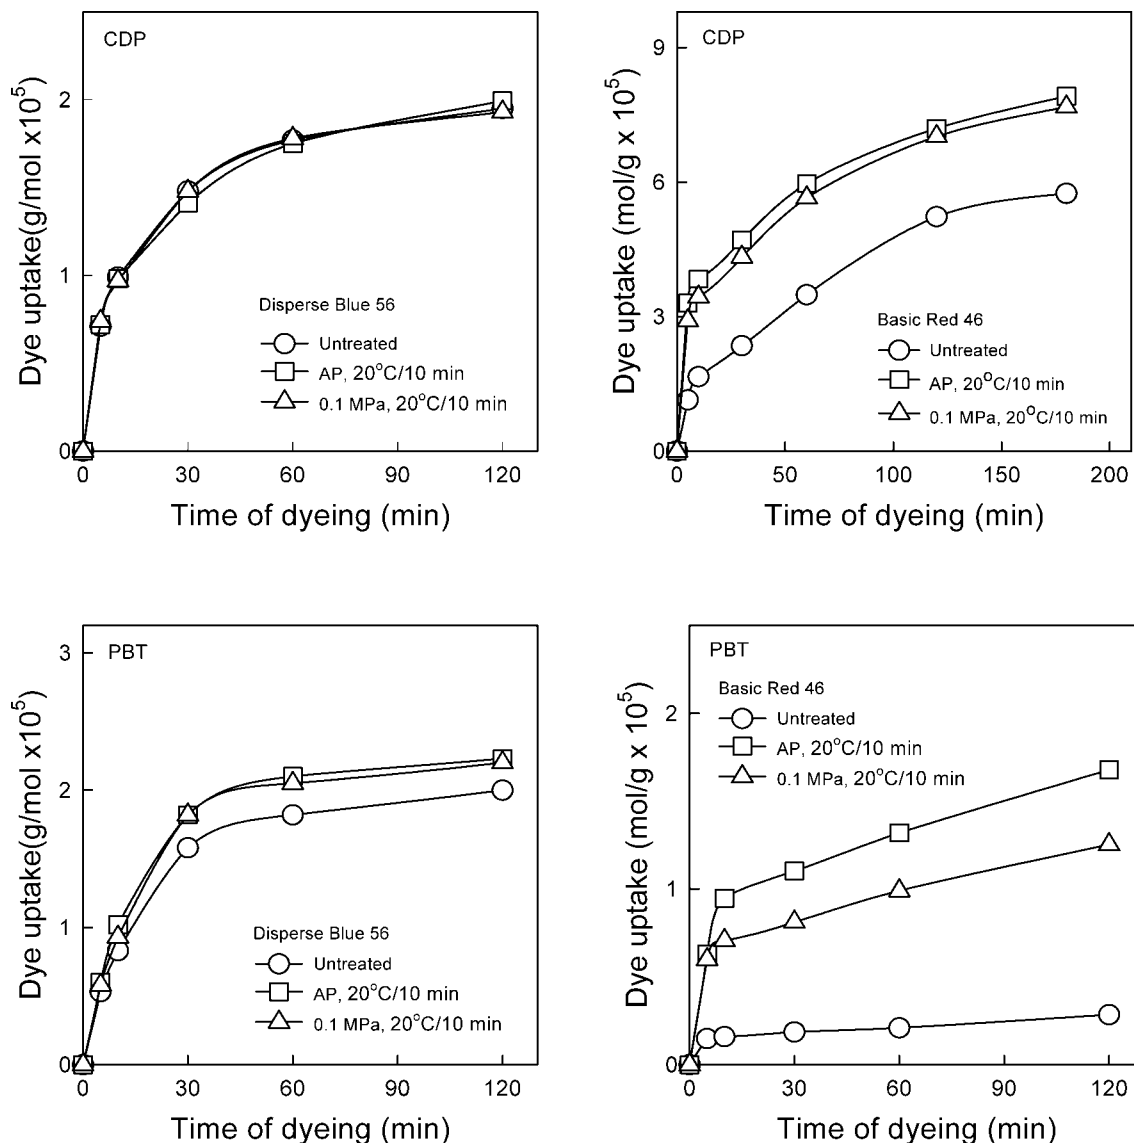 CDP
Dye uptake(g/mol x10⁵)
2
1
0
Disperse Blue 56
Untreated
AP, 20°C/10 min
0.1 MPa, 20°C/10 min
0 30 60 90 120
Time of dyeing (min)
CDP
Dye uptake (mol/g x 10⁵)
9
6
3
0
Basic Red 46
Untreated
AP, 20°C/10 min
0.1 MPa, 20°C/10 min
0 50 100 150 200
Time of dyeing (min)
PBT
Dye uptake(g/mol x10⁵)
3
2
1
0
Disperse Blue 56
Untreated
AP, 20°C/10 min
0.1 MPa, 20°C/10 min
0 30 60 90 120
Time of dyeing (min)
PBT
Dye uptake (mol/g x 10⁵)
2
1
0
Basic Red 46
Untreated
AP, 20°C/10 min
0.1 MPa, 20°C/10 min
0 30 60 90 120
Time of dyeing (min)